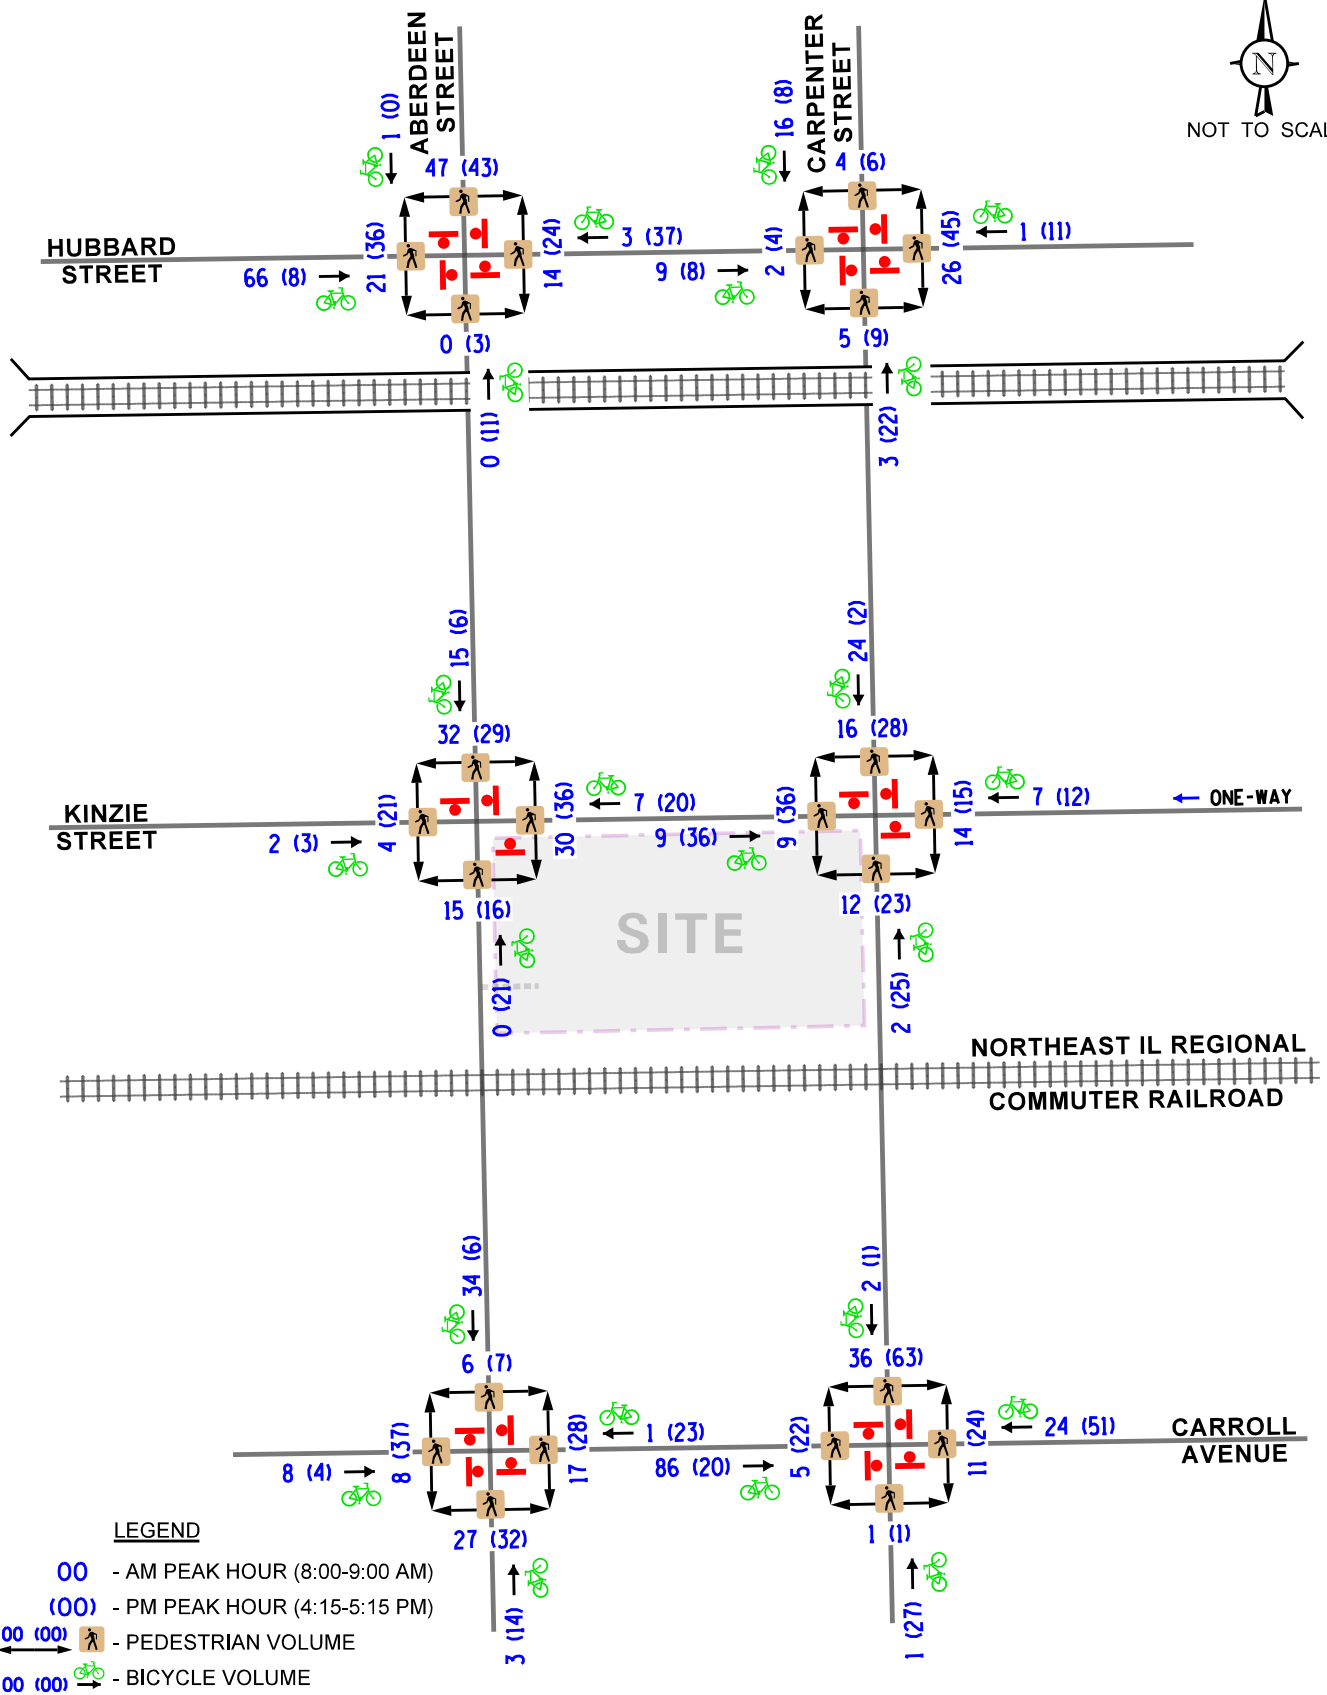 ABERDEEN
STREET
CARPENTER
STREET
N
NOT TO SCAL
1 (0)
16 (8)
47 (43)
4 (6)
HUBBARD
STREET
66 (8)
21 (36)
14 (24)
3 (37)
9 (8)
2 (4)
26 (45)
1 (11)
0 (3)
5 (9)
0 (11)
3 (22)
15 (6)
24 (2)
32 (29)
16 (28)
KINZIE
STREET
2 (3)
4 (21)
30 (36)
7 (20)
9 (36)
9 (36)
14 (15)
7 (12)
ONE-WAY
15 (16)
12 (23)
SITE
0 (21)
2 (25)
NORTHEAST IL REGIONAL
COMMUTER RAILROAD
34 (6)
2 (1)
6 (7)
36 (63)
8 (4)
8 (37)
17 (28)
1 (23)
86 (20)
5 (22)
11 (24)
24 (51)
CARROLL
AVENUE
27 (32)
1 (1)
3 (14)
1 (27)
LEGEND
00 - AM PEAK HOUR (8:00-9:00 AM)
(00) - PM PEAK HOUR (4:15-5:15 PM)
00 (00) - PEDESTRIAN VOLUME
00 (00) - BICYCLE VOLUME